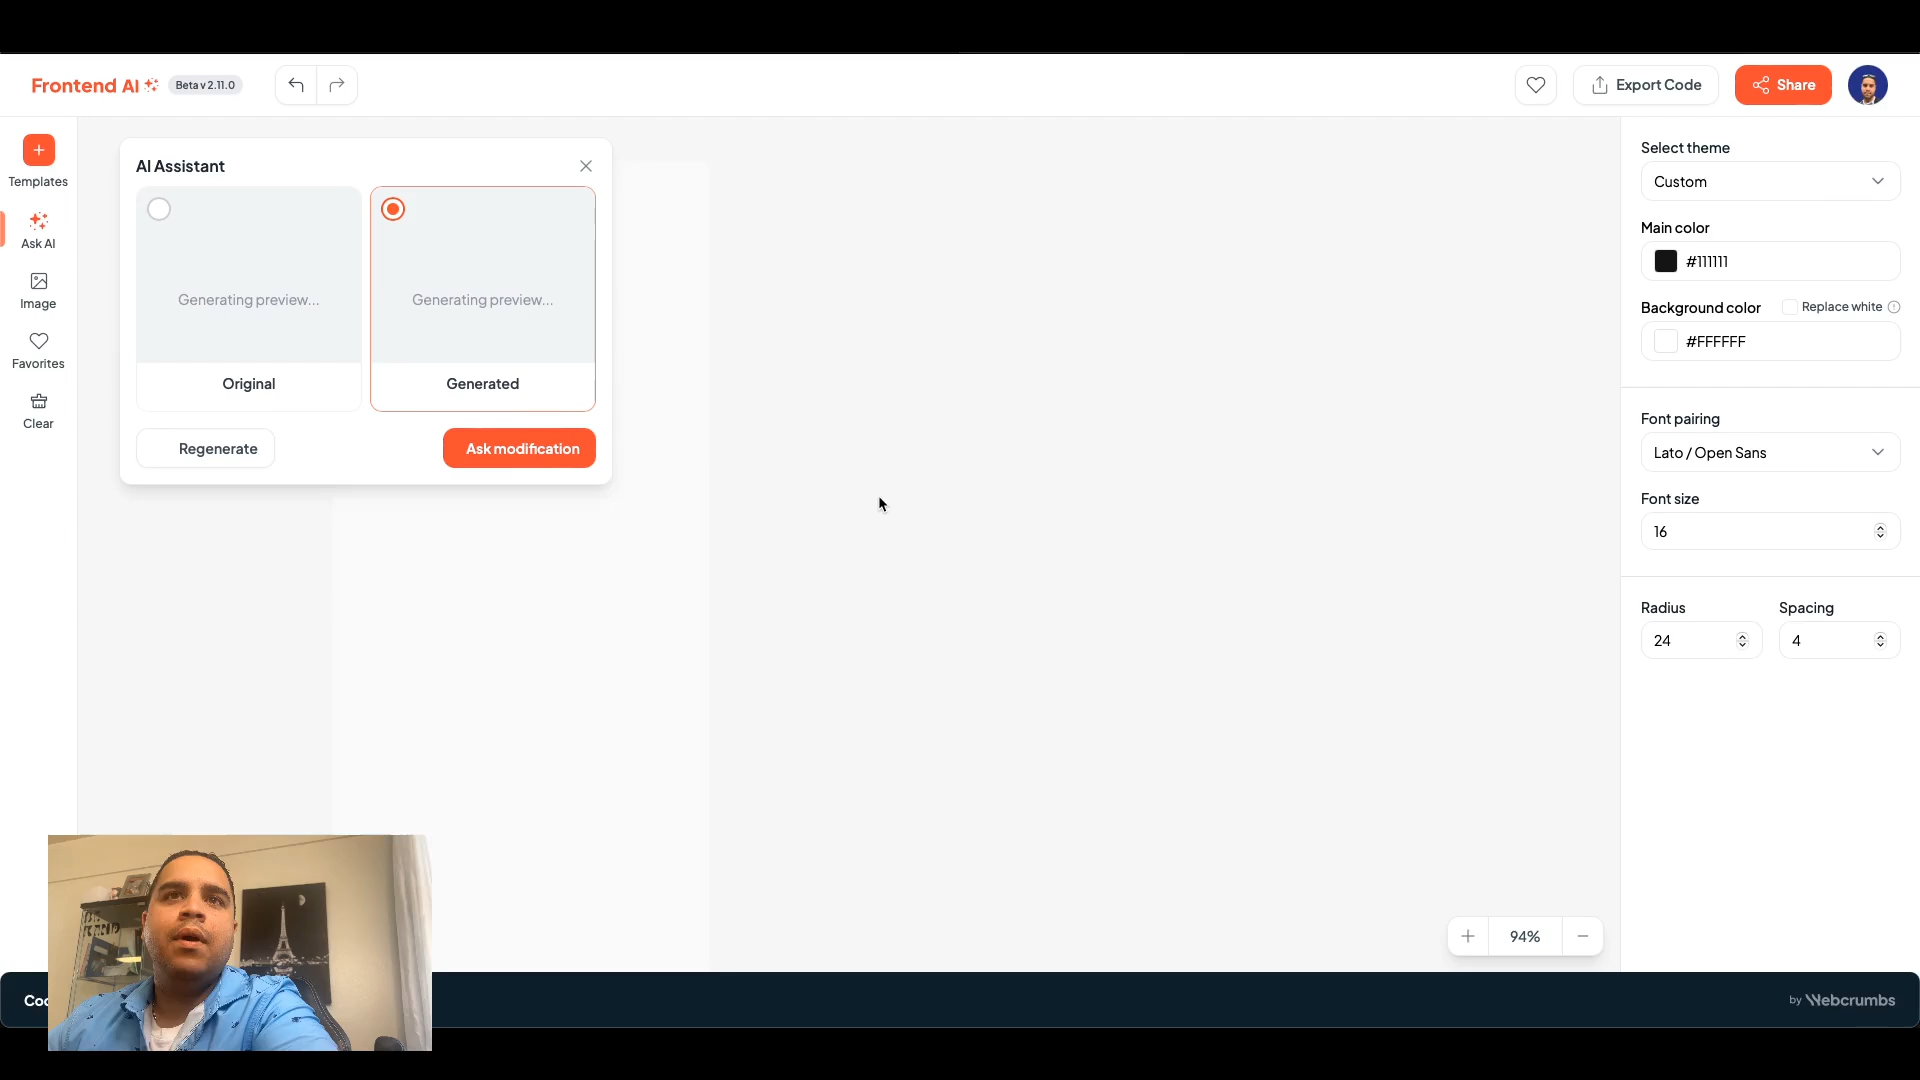 Frontend AI Beta v 2.11.0 Export Code Share
Templates
Ask AI
Image
Favorites
Clear
AI Assistant
Generating preview...
Generating preview...
Original
Generated
Regenerate
Ask modification
Select theme
Custom
Main color
#111111
Background color Replace white
#FFFFFF
Font pairing
Lato / Open Sans
Font size
16
Radius Spacing
24 4
94%
by Webcrumbs